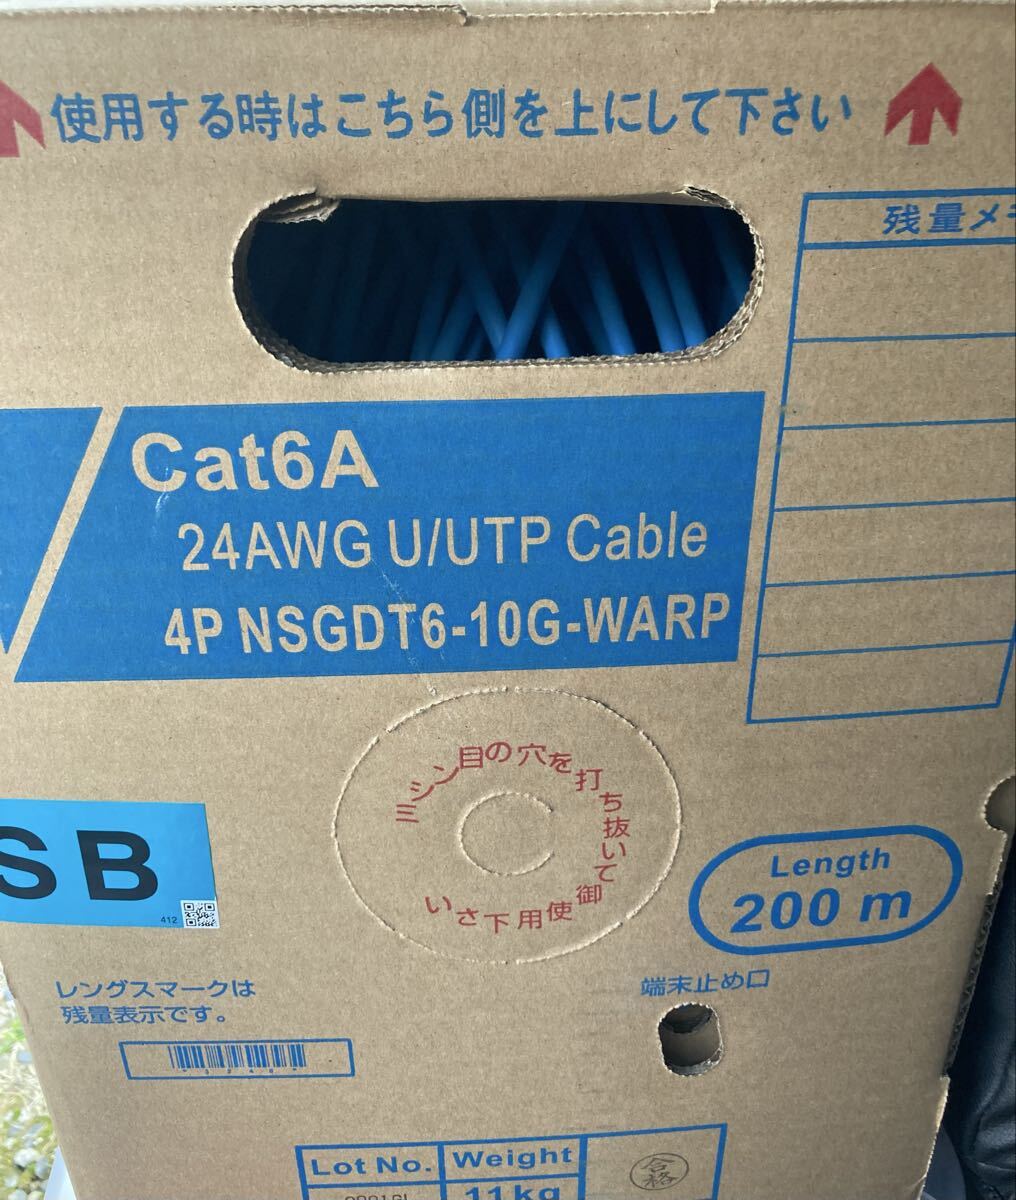 使用する時はこちら側を上にして下さい
残量メモ
Cat6A
24AWG U/UTP Cable
4P NSGDT6-10G-WARP
ミシン目の穴を打ち抜いて御使用下さい
SB
412
Length
200 m
レングスマークは
残量表示です。
端末止め口
Lot No.
Weight
11kg
合格